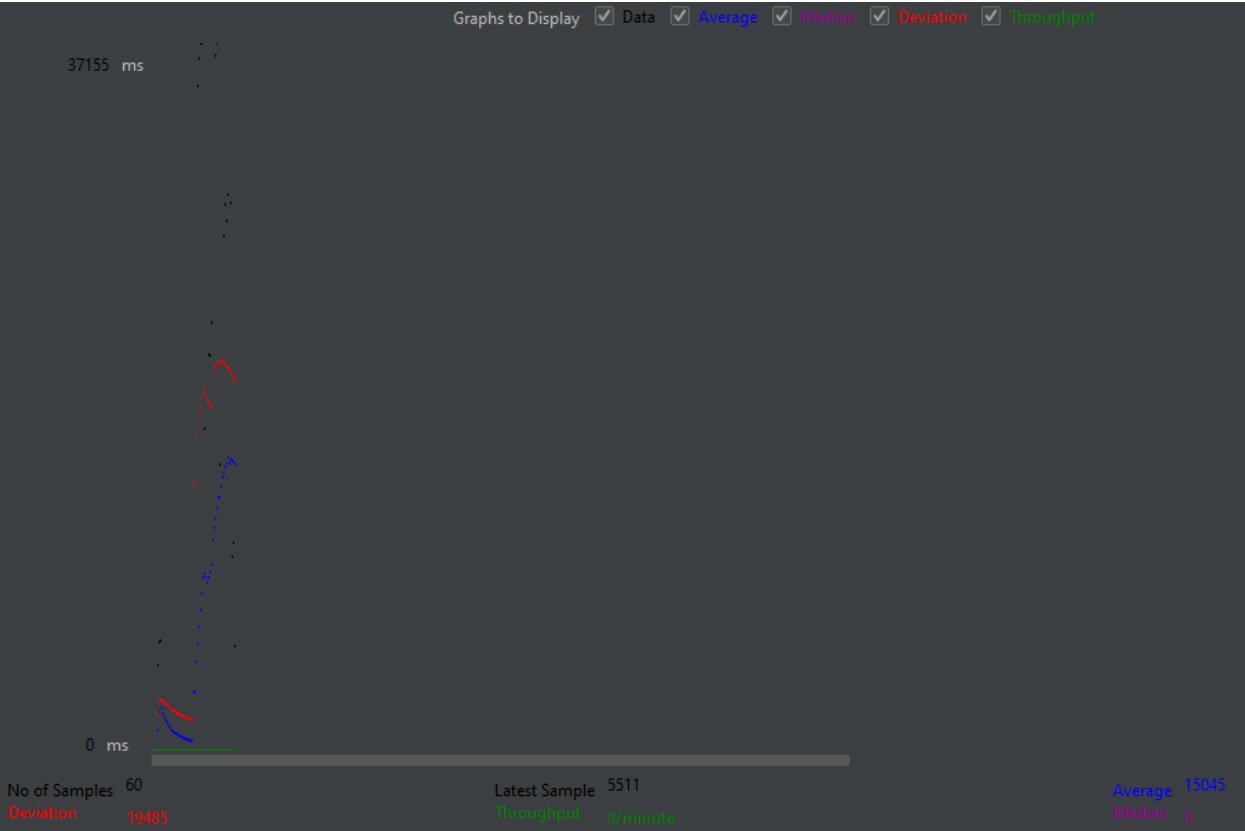 Graphs to Display Data Average Median Deviation Throughput
37155 ms
0 ms
No of Samples 60 Latest Sample 5511 Average 15045
Deviation 19485 Throughput 0/minute Median 0